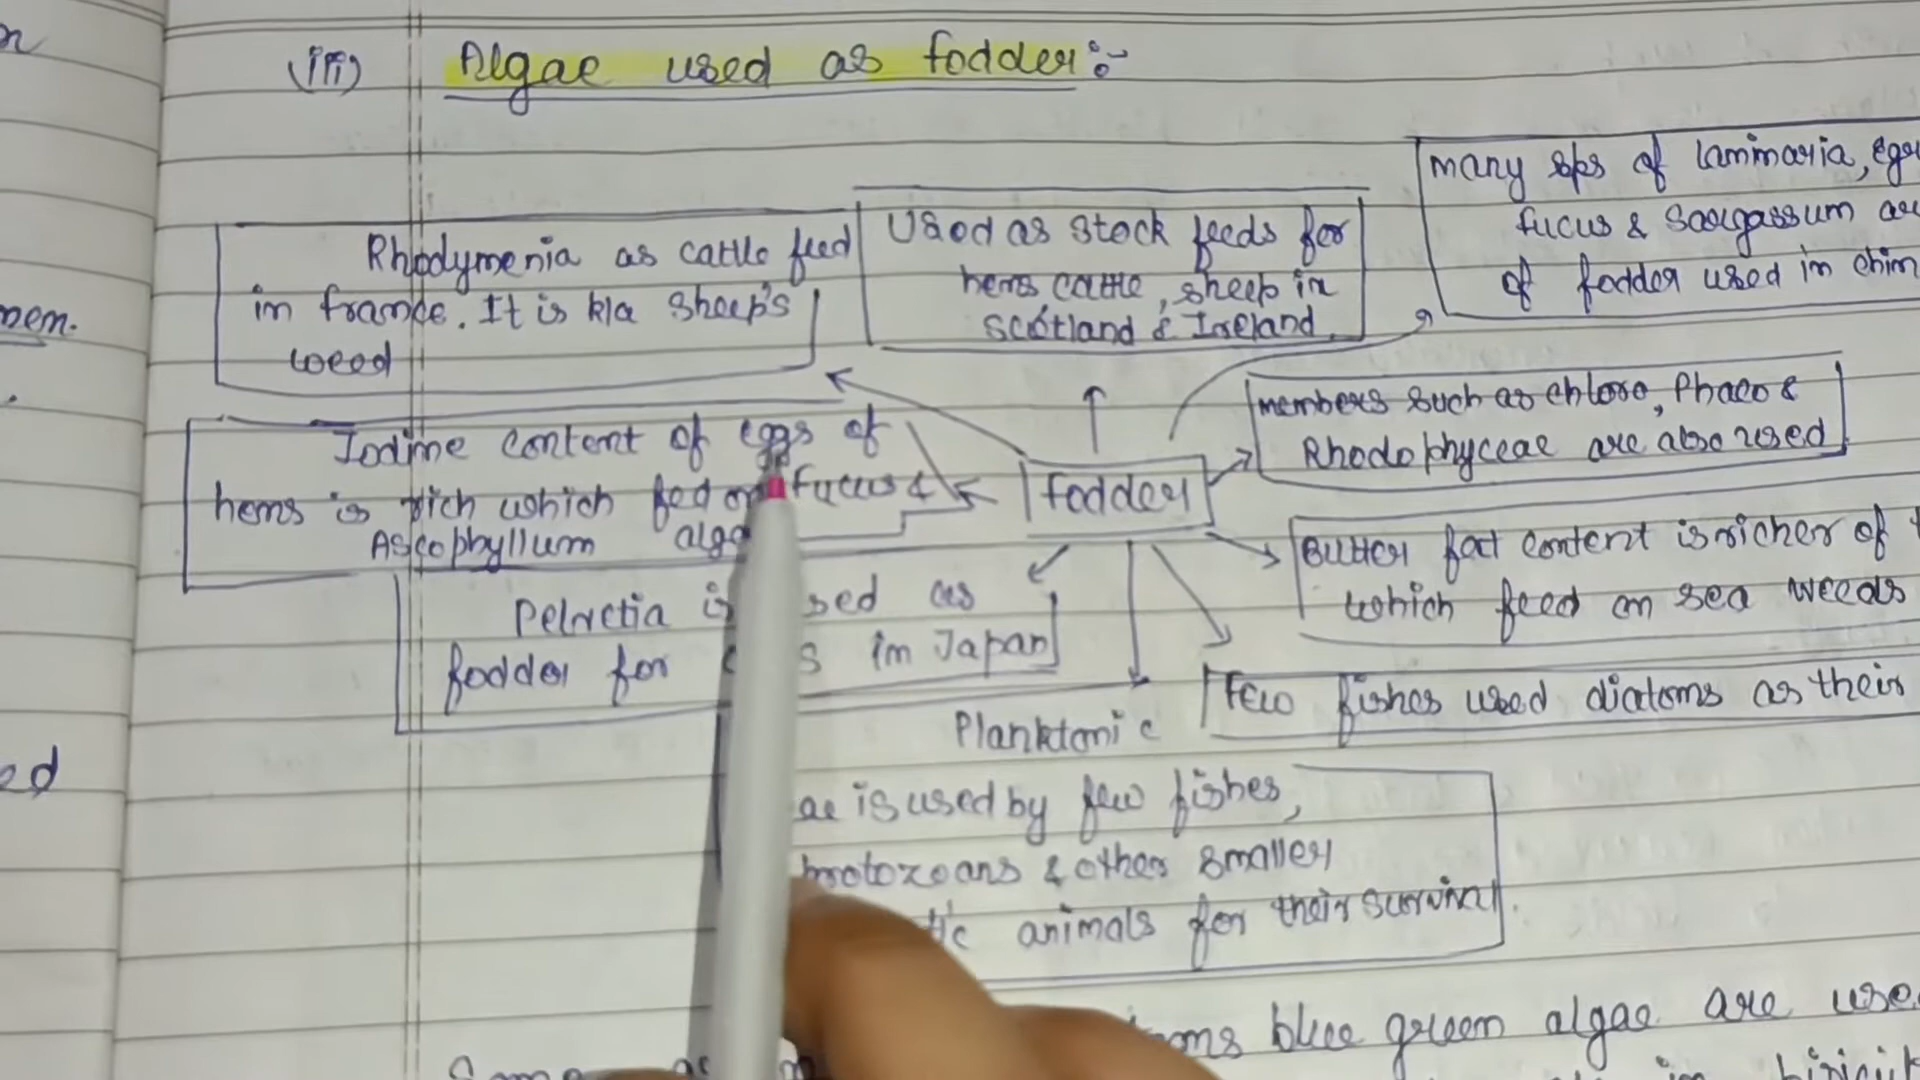 (iii) Algae used as fodder :-
Rhodymenia as cattle feed
in france. It is k/a sheep's
weed
Used as stock feeds for
hens cattle, sheep in
Scotland & Ireland
many sps of laminaria,
fucus & Sargassum
of fodder used in
members such as chloro, Phaeo &
Rhodophyceae are also used
Iodine content of eggs of
hens is rich which fed on fucus &
Ascophyllum
fodder
Butter fat content is richer of
which feed on sea weeds
Pelvetia as
fodder for in Japan
Few fishes used diatoms as their
Planktonic
is used by few fishes,
protozoans & other smaller
animals for their survival.
blue green algae are